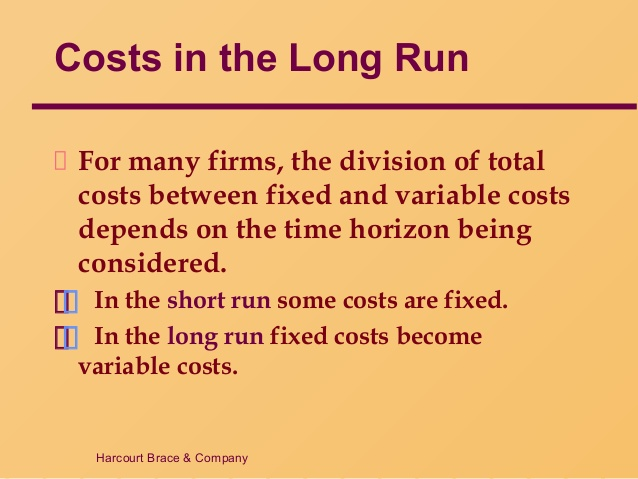 Costs in the Long Run
For many firms, the division of total
costs between fixed and variable costs
depends on the time horizon being
considered.
In the short run some costs are fixed.
In the long run fixed costs become
variable costs.
Harcourt Brace & Company